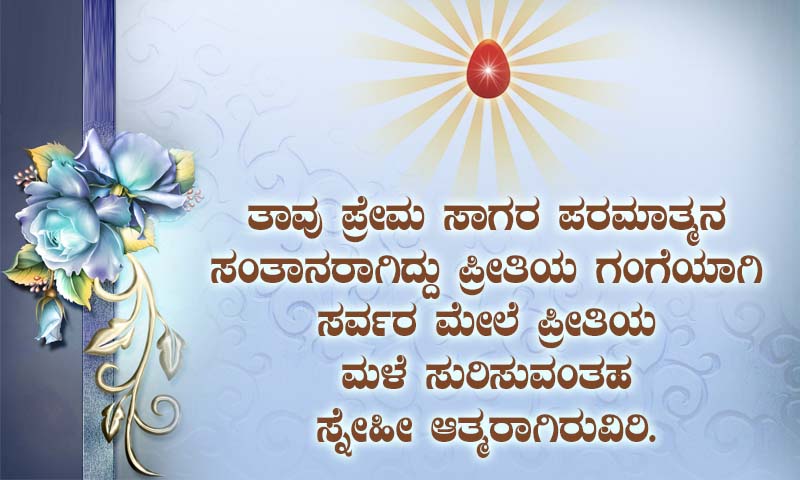 ತಾವು ಪ್ರೇಮ ಸಾಗರ ಪರಮಾತ್ಮನ
ಸಂತಾನರಾಗಿದ್ದು ಪ್ರೀತಿಯ ಗಂಗೆಯಾಗಿ
ಸರ್ವರ ಮೇಲೆ ಪ್ರೀತಿಯ
ಮಳೆ ಸುರಿಸುವಂತಹ
ಸ್ನೇಹೀ ಆತ್ಮರಾಗಿರುವಿರಿ.